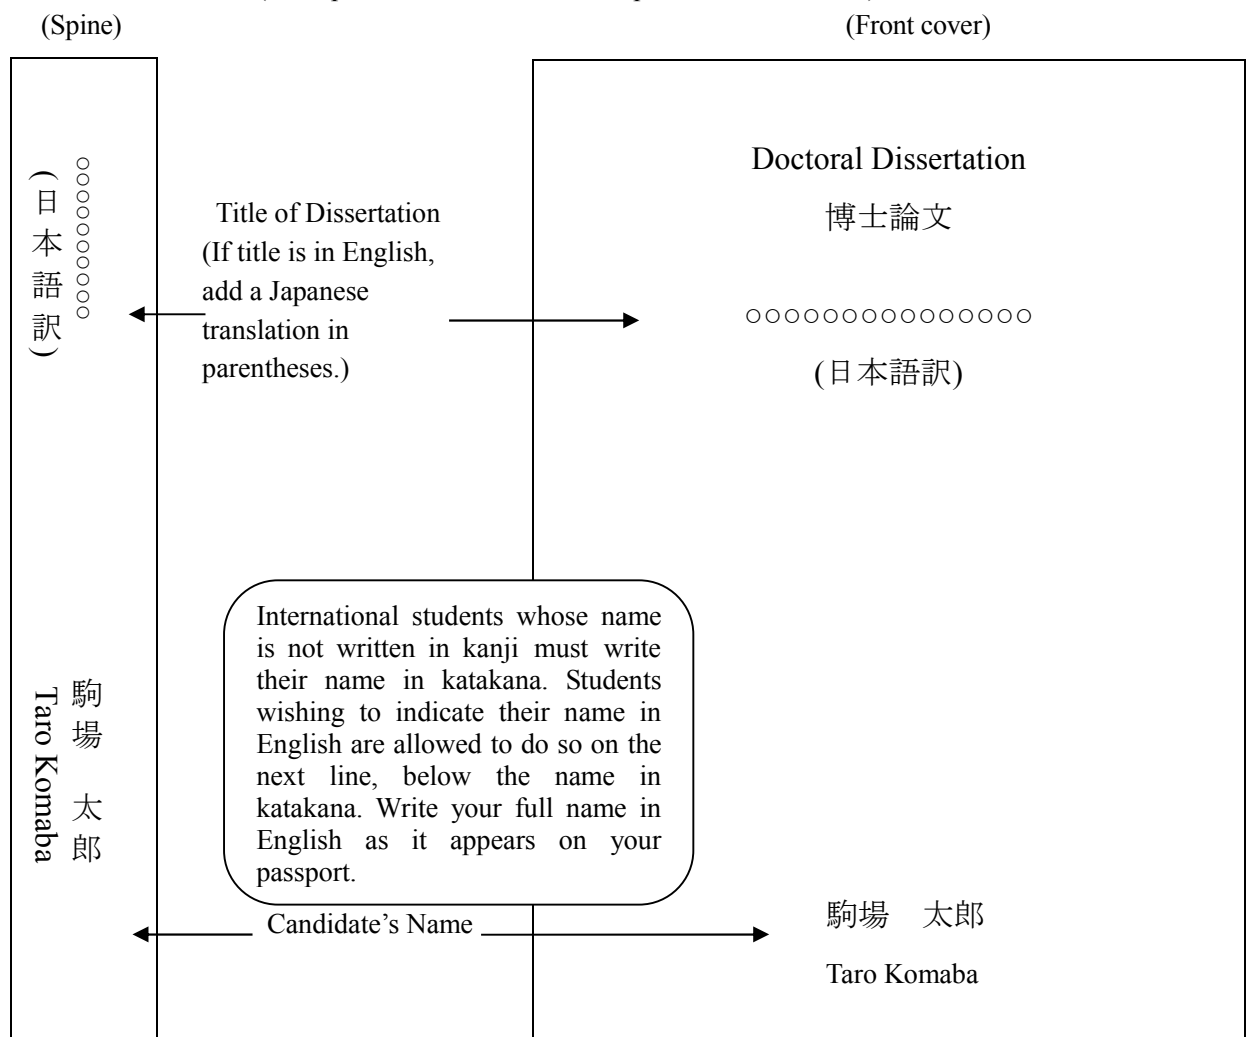 (Spine)
(Front cover)
○○○○○○○○○○
(日本語訳)
Title of Dissertation
(If title is in English,
add a Japanese
translation in
parentheses.)
Doctoral Dissertation
博士論文
○○○○○○○○○○○○○○○
(日本語訳)
International students whose name
is not written in kanji must write
their name in katakana. Students
wishing to indicate their name in
English are allowed to do so on the
next line, below the name in
katakana. Write your full name in
English as it appears on your
passport.
駒場　太郎
Taro Komaba
Candidate’s Name
駒場　太郎
Taro Komaba